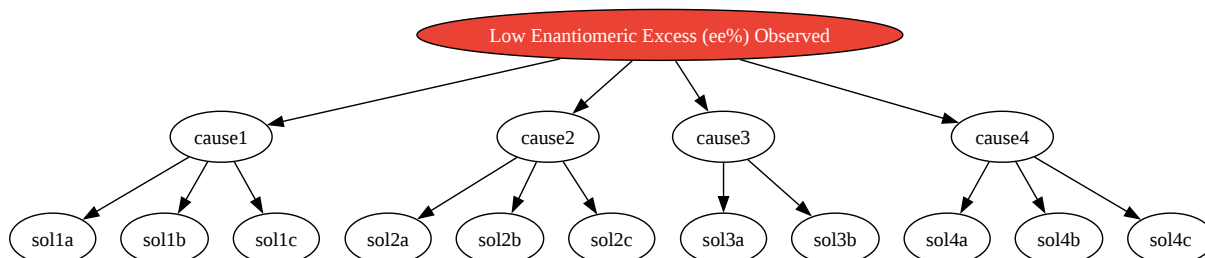 Low Enantiomeric Excess (ee%) Observed
cause1 cause2 cause3 cause4
sol1a sol1b sol1c sol2a sol2b sol2c sol3a sol3b sol4a sol4b sol4c